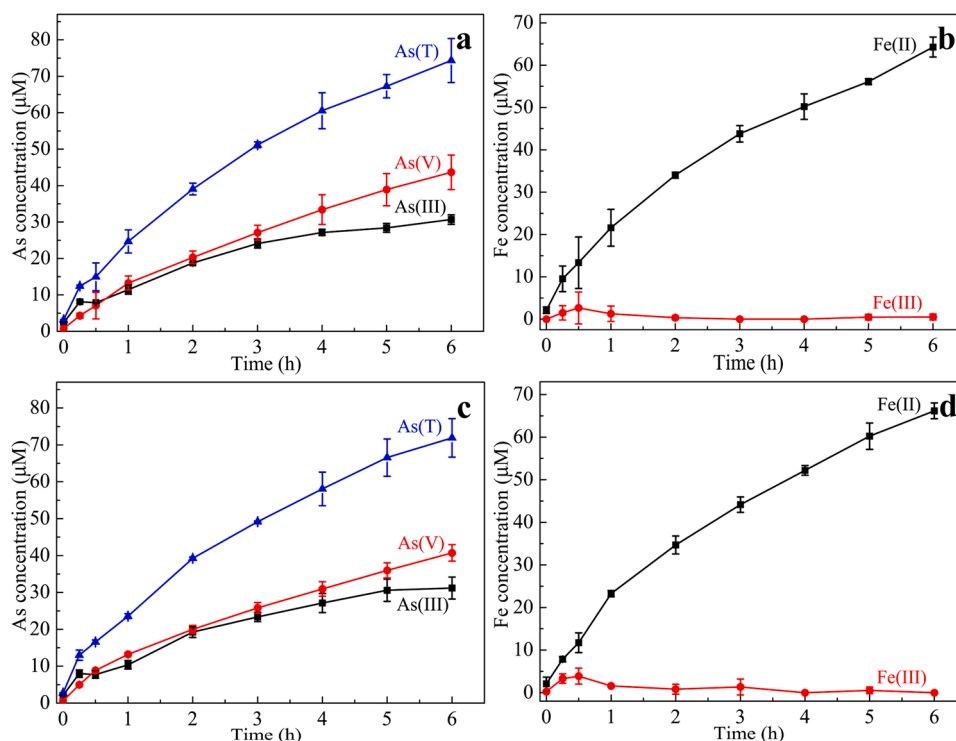 a
As concentration (μM)
80
70
60
50
40
30
20
10
0
As(T)
As(V)
As(III)
0 1 2 3 4 5 6
Time (h)
b
Fe concentration (μM)
70
60
50
40
30
20
10
0
Fe(II)
Fe(III)
0 1 2 3 4 5 6
Time (h)
c
As concentration (μM)
80
70
60
50
40
30
20
10
0
As(T)
As(V)
As(III)
0 1 2 3 4 5 6
Time (h)
d
Fe concentration (μM)
70
60
50
40
30
20
10
0
Fe(II)
Fe(III)
0 1 2 3 4 5 6
Time (h)